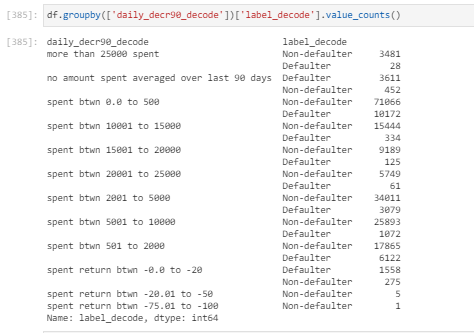 [385]: df.groupby(['daily_decr90_decode'])['label_decode'].value_counts()
[385]: daily_decr90_decode label_decode
more than 25000 spent Non-defaulter 3481
Defaulter 28
no amount spent averaged over last 90 days Defaulter 3611
Non-defaulter 452
spent btwn 0.0 to 500 Non-defaulter 71066
Defaulter 10172
spent btwn 10001 to 15000 Non-defaulter 15444
Defaulter 334
spent btwn 15001 to 20000 Non-defaulter 9189
Defaulter 125
spent btwn 20001 to 25000 Non-defaulter 5749
Defaulter 61
spent btwn 2001 to 5000 Non-defaulter 34011
Defaulter 3079
spent btwn 5001 to 10000 Non-defaulter 25893
Defaulter 1072
spent btwn 501 to 2000 Non-defaulter 17865
Defaulter 6122
spent return btwn -0.0 to -20 Defaulter 1558
Non-defaulter 275
spent return btwn -20.01 to -50 Non-defaulter 5
spent return btwn -75.01 to -100 Non-defaulter 1
Name: label_decode, dtype: int64